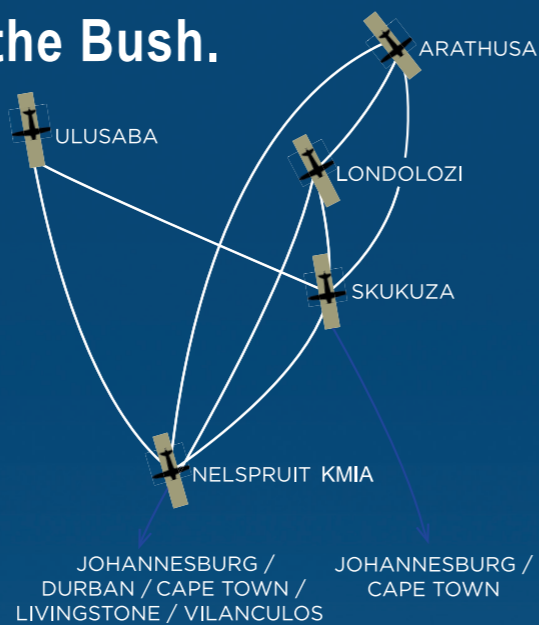 the Bush.
ARATHUSA
ULUSABA
LONDOLOZI
SKUKUZA
NELSPRUIT KMIA
JOHANNESBURG /
DURBAN / CAPE TOWN /
LIVINGSTONE / VILANCULOS
JOHANNESBURG /
CAPE TOWN